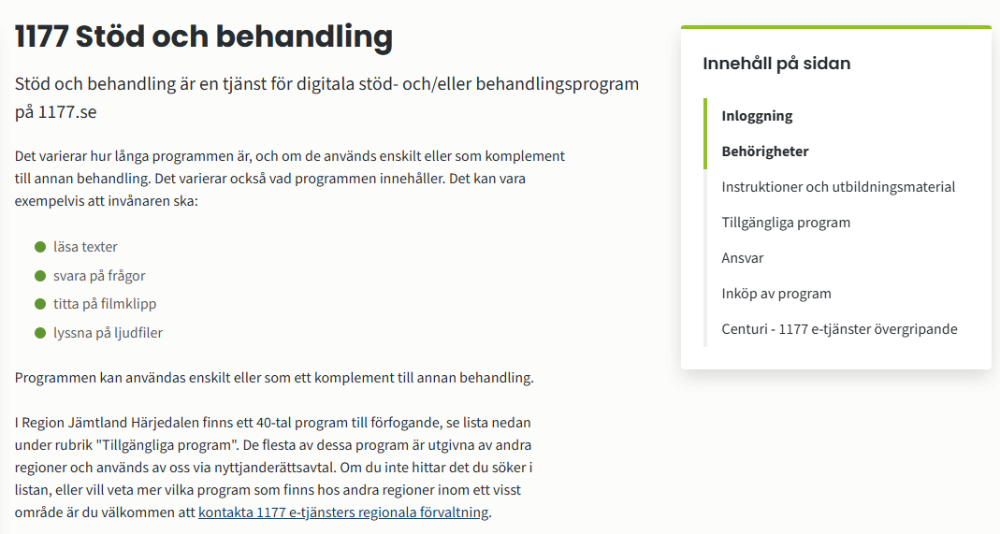 1177 Stöd och behandling
Stöd och behandling är en tjänst för digitala stöd- och/eller behandlingsprogram
på 1177.se
Det varierar hur långa programmen är, och om de används enskilt eller som komplement
till annan behandling. Det varierar också vad programmen innehåller. Det kan vara
exempelvis att invånaren ska:
läsa texter
svara på frågor
titta på filmklipp
lyssna på ljudfiler
Programmen kan användas enskilt eller som ett komplement till annan behandling.
I Region Jämtland Härjedalen finns ett 40-tal program till förfogande, se lista nedan
under rubrik "Tillgängliga program". De flesta av dessa program är utgivna av andra
regioner och används av oss via nyttjanderättsavtal. Om du inte hittar det du söker i
listan, eller vill veta mer vilka program som finns hos andra regioner inom ett visst
område är du välkommen att kontakta 1177 e-tjänsters regionala förvaltning.
Innehåll på sidan
Inloggning
Behörigheter
Instruktioner och utbildningsmaterial
Tillgängliga program
Ansvar
Inköp av program
Centuri - 1177 e-tjänster övergripande